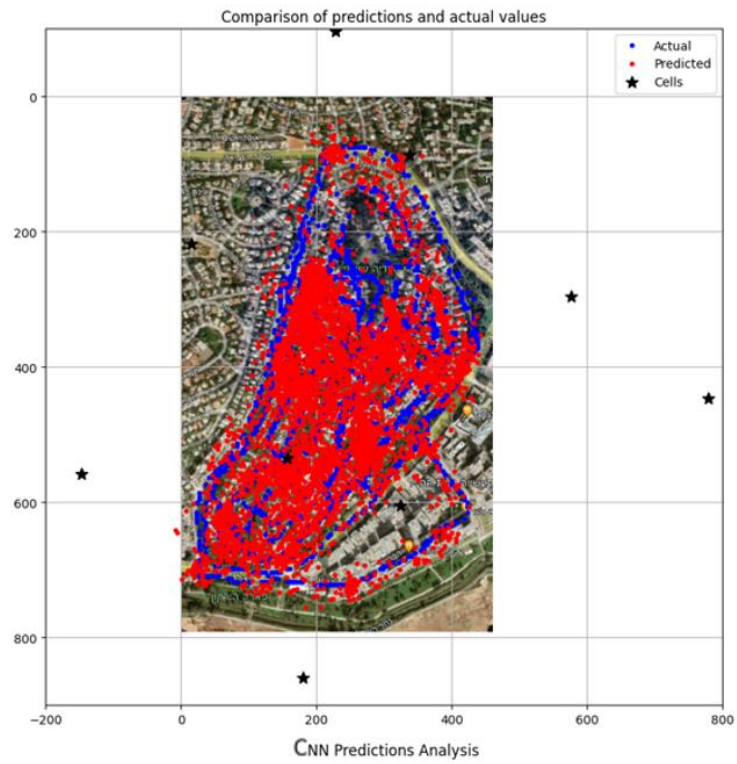 Comparison of predictions and actual values
Actual
Predicted
Cells
0
200
400
600
800
−200
0
200
400
600
800
CNN Predictions Analysis